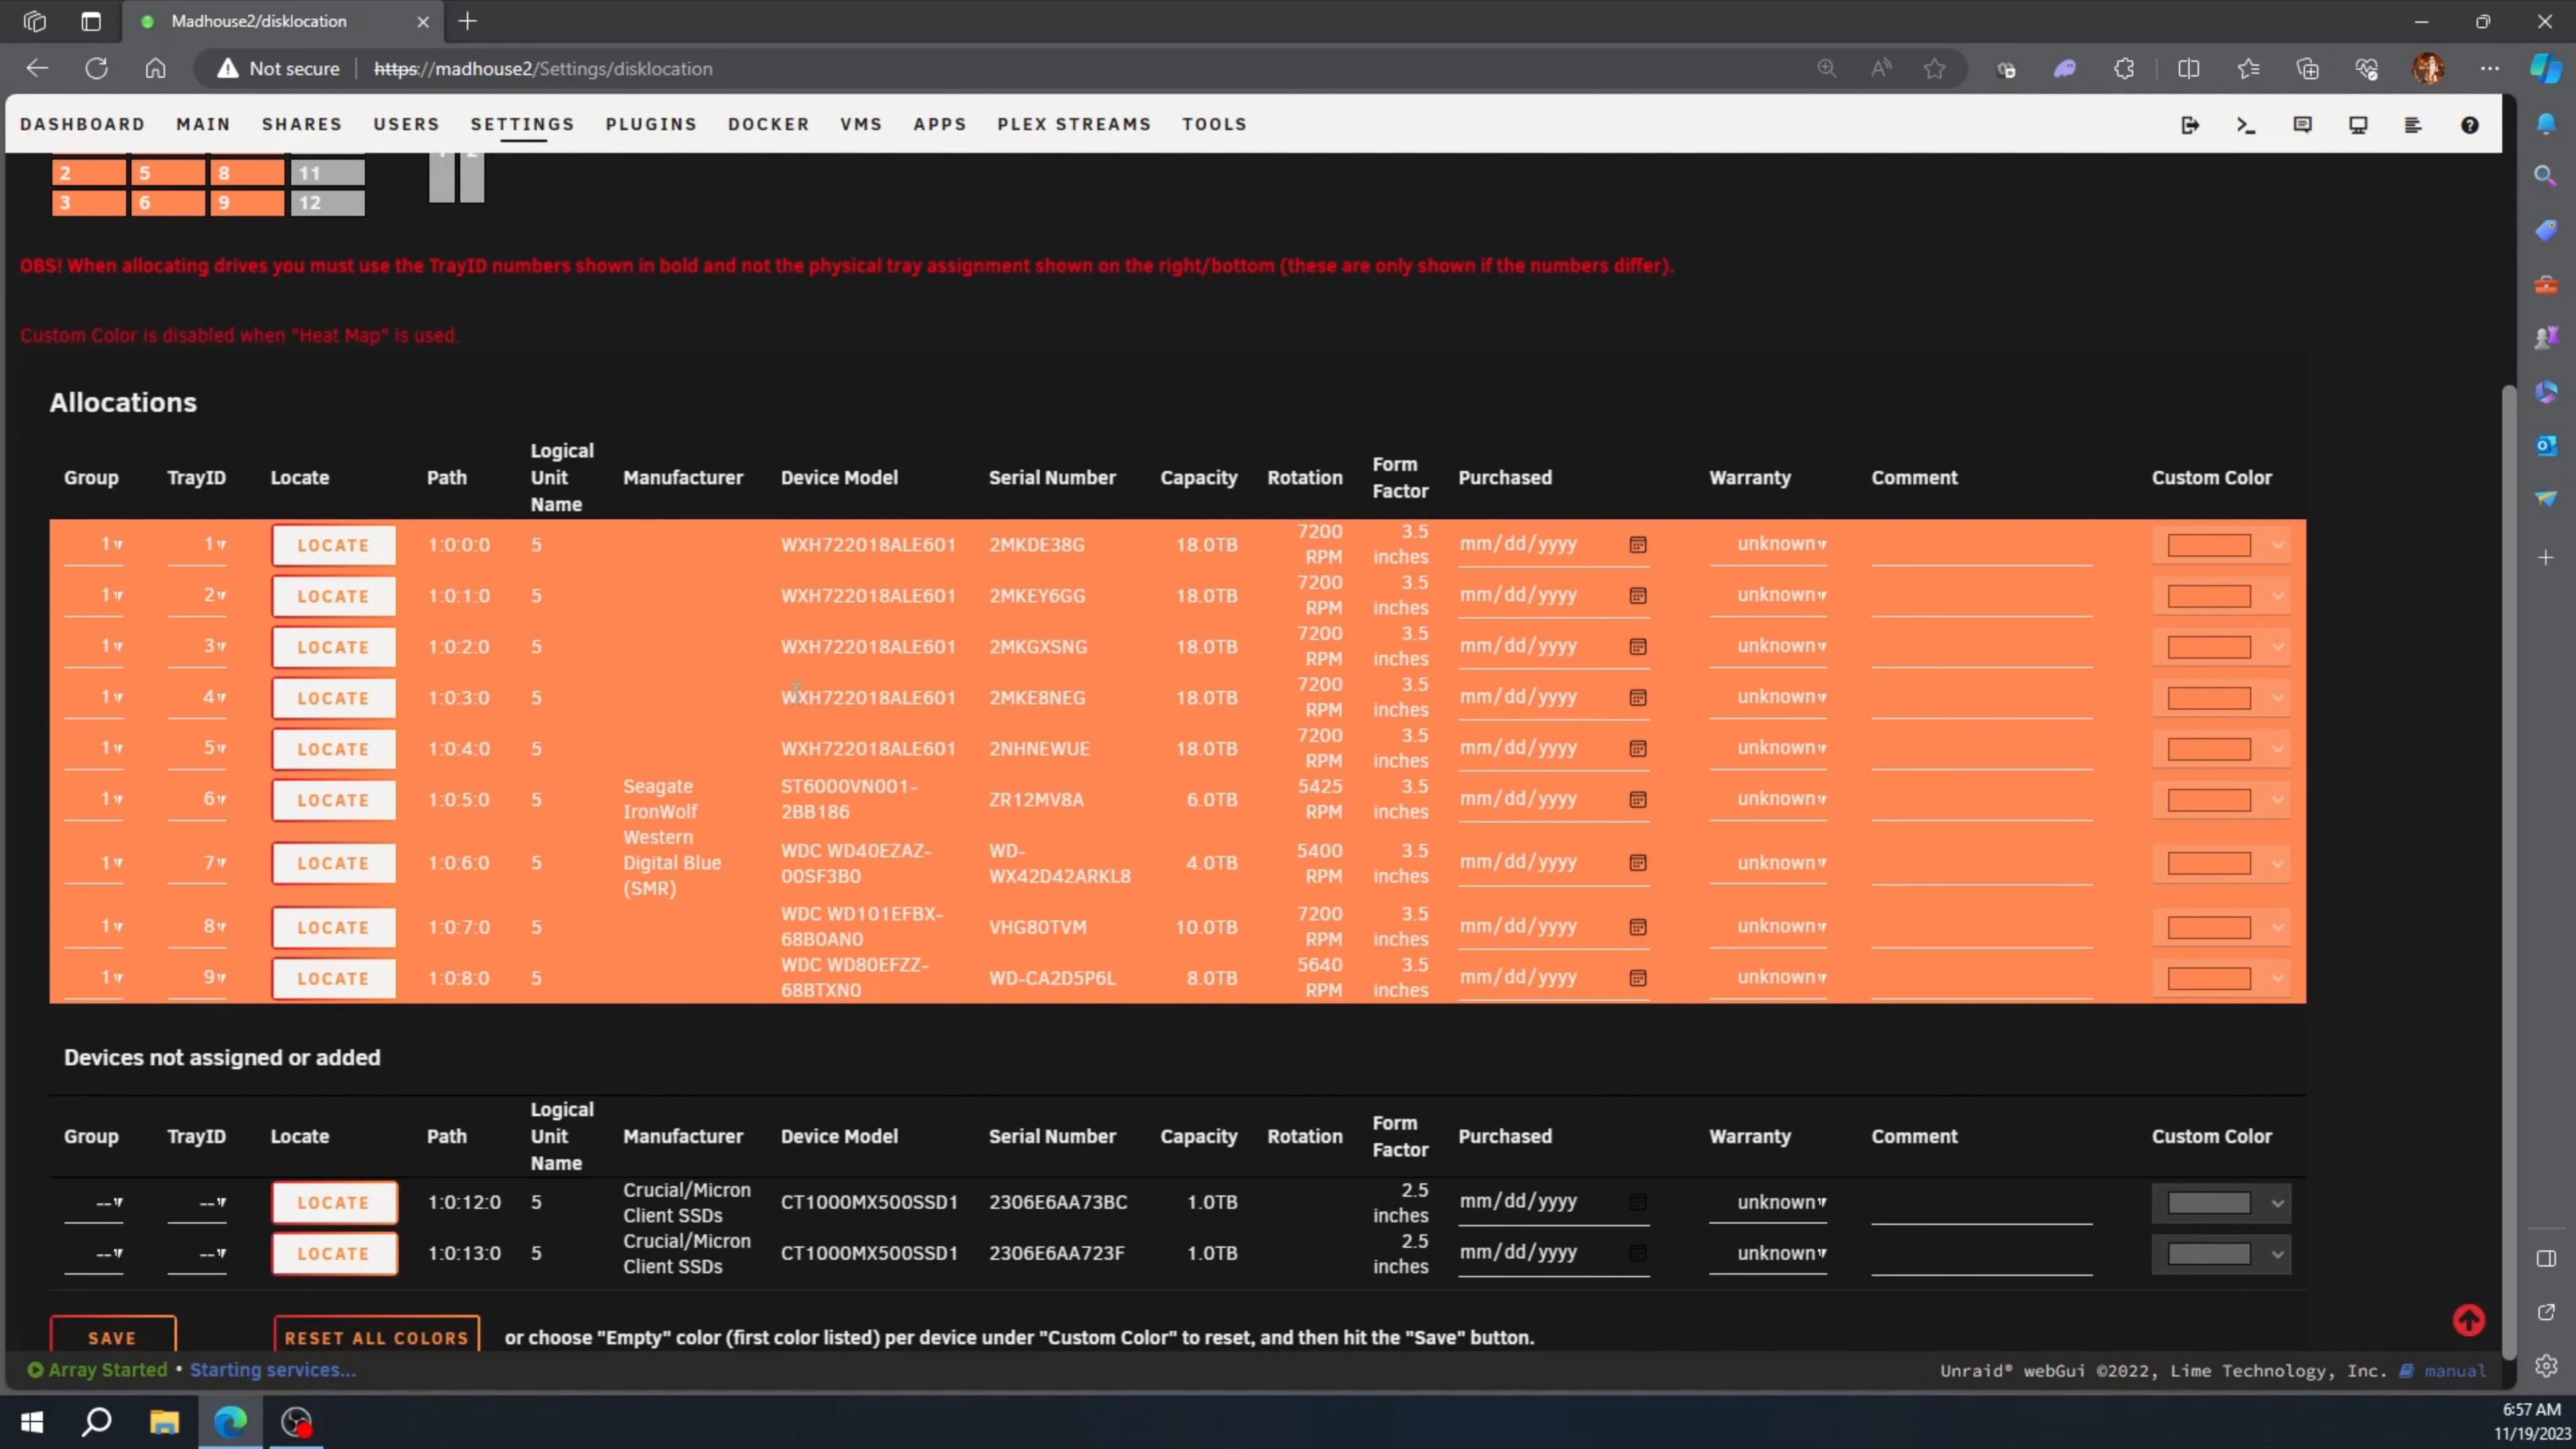 Madhouse2/disklocation
Not secure https://madhouse2/Settings/disklocation
DASHBOARD MAIN SHARES USERS SETTINGS PLUGINS DOCKER VMS APPS PLEX STREAMS TOOLS
2 5 8 11
3 6 9 12
OBS! When allocating drives you must use the TrayID numbers shown in bold and not the physical tray assignment shown on the right/bottom (these are only shown if the numbers differ).
Custom Color is disabled when "Heat Map" is used.
Allocations
Group TrayID Locate Path Logical Unit Name Manufacturer Device Model Serial Number Capacity Rotation Form Factor Purchased Warranty Comment Custom Color
1 1 LOCATE 1:0:0:0 5 WXH722018ALE601 2MKDE38G 18.0TB 7200 RPM 3.5 inches mm/dd/yyyy unknown
1 2 LOCATE 1:0:1:0 5 WXH722018ALE601 2MKEY6GG 18.0TB 7200 RPM 3.5 inches mm/dd/yyyy unknown
1 3 LOCATE 1:0:2:0 5 WXH722018ALE601 2MKGXSNG 18.0TB 7200 RPM 3.5 inches mm/dd/yyyy unknown
1 4 LOCATE 1:0:3:0 5 WXH722018ALE601 2MKE8NEG 18.0TB 7200 RPM 3.5 inches mm/dd/yyyy unknown
1 5 LOCATE 1:0:4:0 5 WXH722018ALE601 2NHNEWUE 18.0TB 7200 RPM 3.5 inches mm/dd/yyyy unknown
1 6 LOCATE 1:0:5:0 5 Seagate IronWolf ST6000VN001-2BB186 ZR12MV8A 6.0TB 5425 RPM 3.5 inches mm/dd/yyyy unknown
1 7 LOCATE 1:0:6:0 5 Western Digital Blue (SMR) WDC WD40EZAZ-00SF3B0 WD-WX42D42ARKL8 4.0TB 5400 RPM 3.5 inches mm/dd/yyyy unknown
1 8 LOCATE 1:0:7:0 5 WDC WD101EFBX-68B0AN0 VHG80TVM 10.0TB 7200 RPM 3.5 inches mm/dd/yyyy unknown
1 9 LOCATE 1:0:8:0 5 WDC WD80EFZZ-68BTXN0 WD-CA2D5P6L 8.0TB 5640 RPM 3.5 inches mm/dd/yyyy unknown
Devices not assigned or added
Group TrayID Locate Path Logical Unit Name Manufacturer Device Model Serial Number Capacity Rotation Form Factor Purchased Warranty Comment Custom Color
-- -- LOCATE 1:0:12:0 5 Crucial/Micron Client SSDs CT1000MX500SSD1 2306E6AA73BC 1.0TB 2.5 inches mm/dd/yyyy unknown
-- -- LOCATE 1:0:13:0 5 Crucial/Micron Client SSDs CT1000MX500SSD1 2306E6AA723F 1.0TB 2.5 inches mm/dd/yyyy unknown
SAVE RESET ALL COLORS or choose "Empty" color (first color listed) per device under "Custom Color" to reset, and then hit the "Save" button.
Array Started • Starting services... Unraid® webGui ©2022, Lime Technology, Inc. manual
6:57 AM
11/19/2023